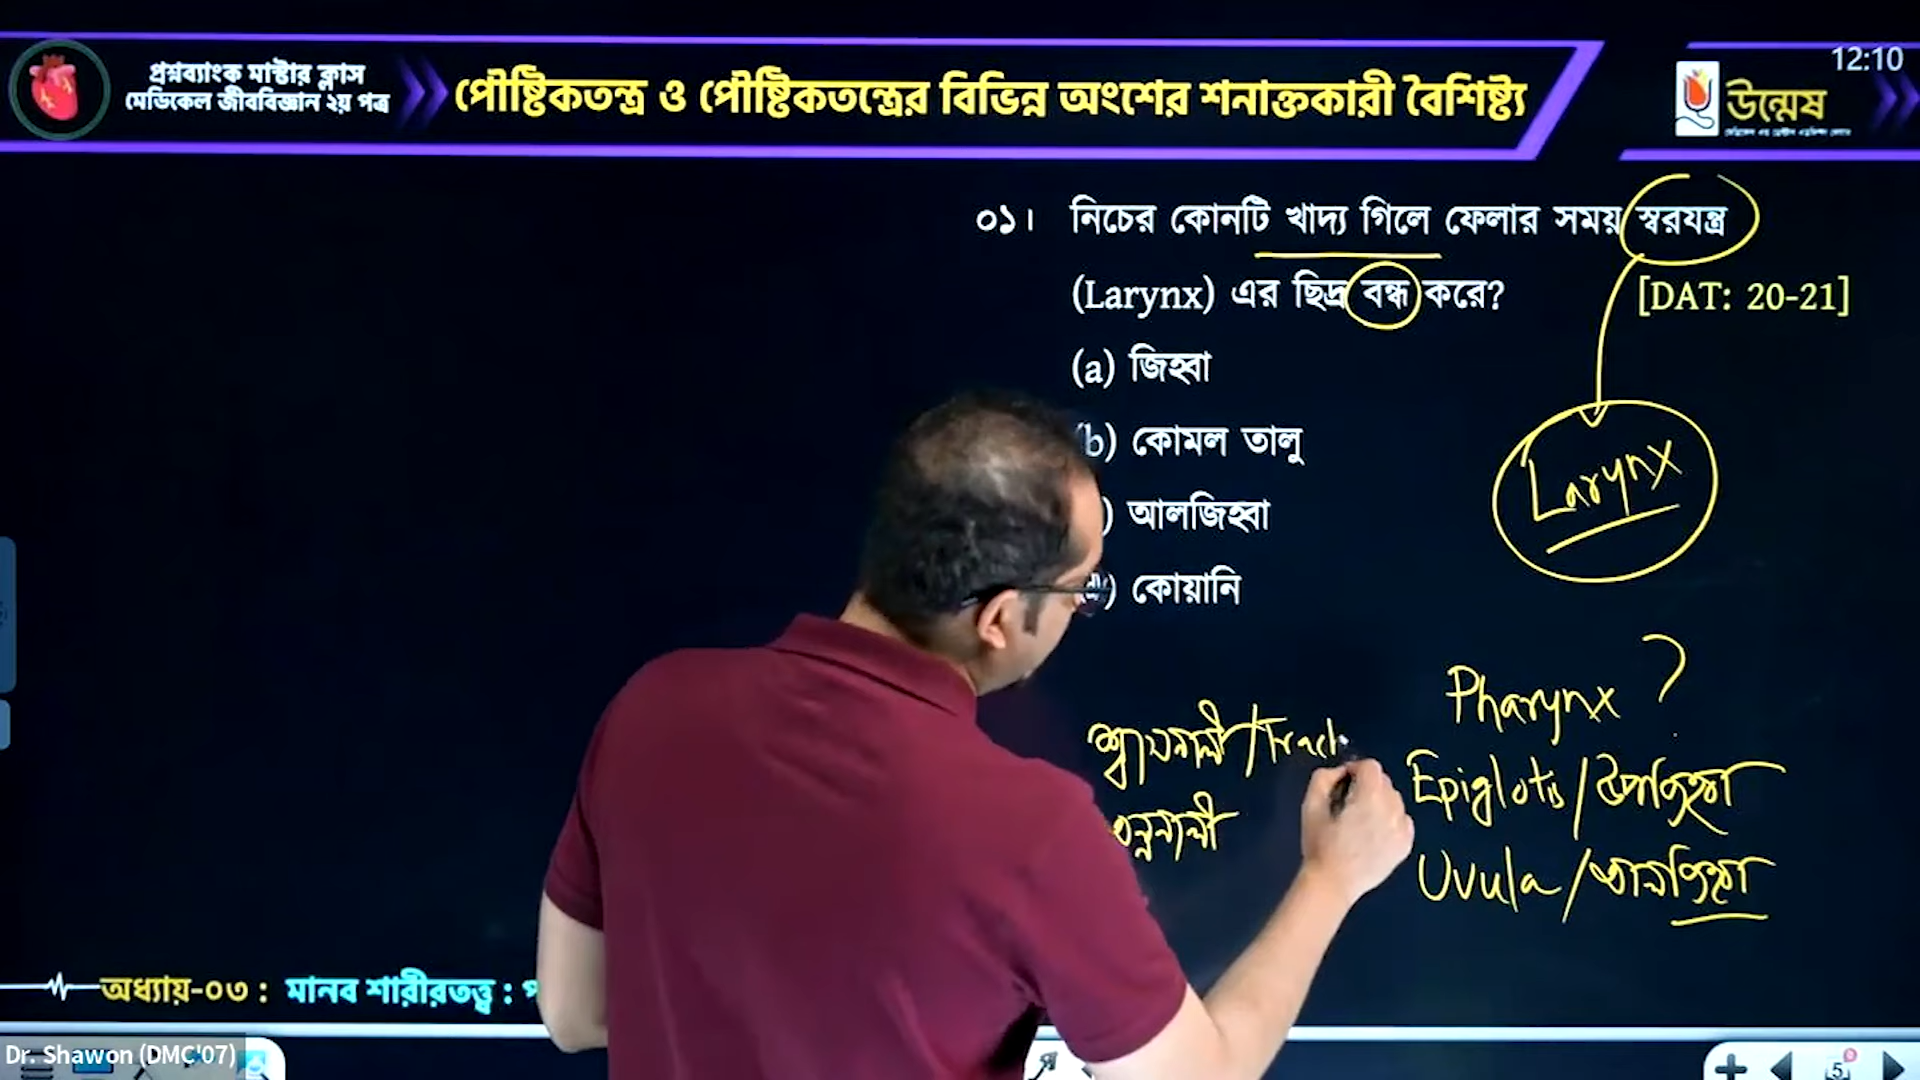 12:10
প্রশ্নব্যাংক মাস্টার ক্লাস
মেডিকেল জীববিজ্ঞান ২য় পত্র
পৌষ্টিকতন্ত্র ও পৌষ্টিকতন্ত্রের বিভিন্ন অংশের শনাক্তকারী বৈশিষ্ট্য
উন্মেষ
০১। নিচের কোনটি খাদ্য গিলে ফেলার সময় স্বরযন্ত্র
(Larynx) এর ছিদ্র বন্ধ করে? [DAT: 20-21]
(a) জিহ্বা
b) কোমল তালু
) আলজিহ্বা
) কোয়ানি
Larynx
Pharynx ?
শ্বাসনালী/Trach
Epiglotis/উপজিহ্বা
অন্ননালী
Uvula/আলজিহ্বা
অধ্যায়-০৩ : মানব শারীরতত্ত্ব : প
Dr. Shawon (DMC'07)
5